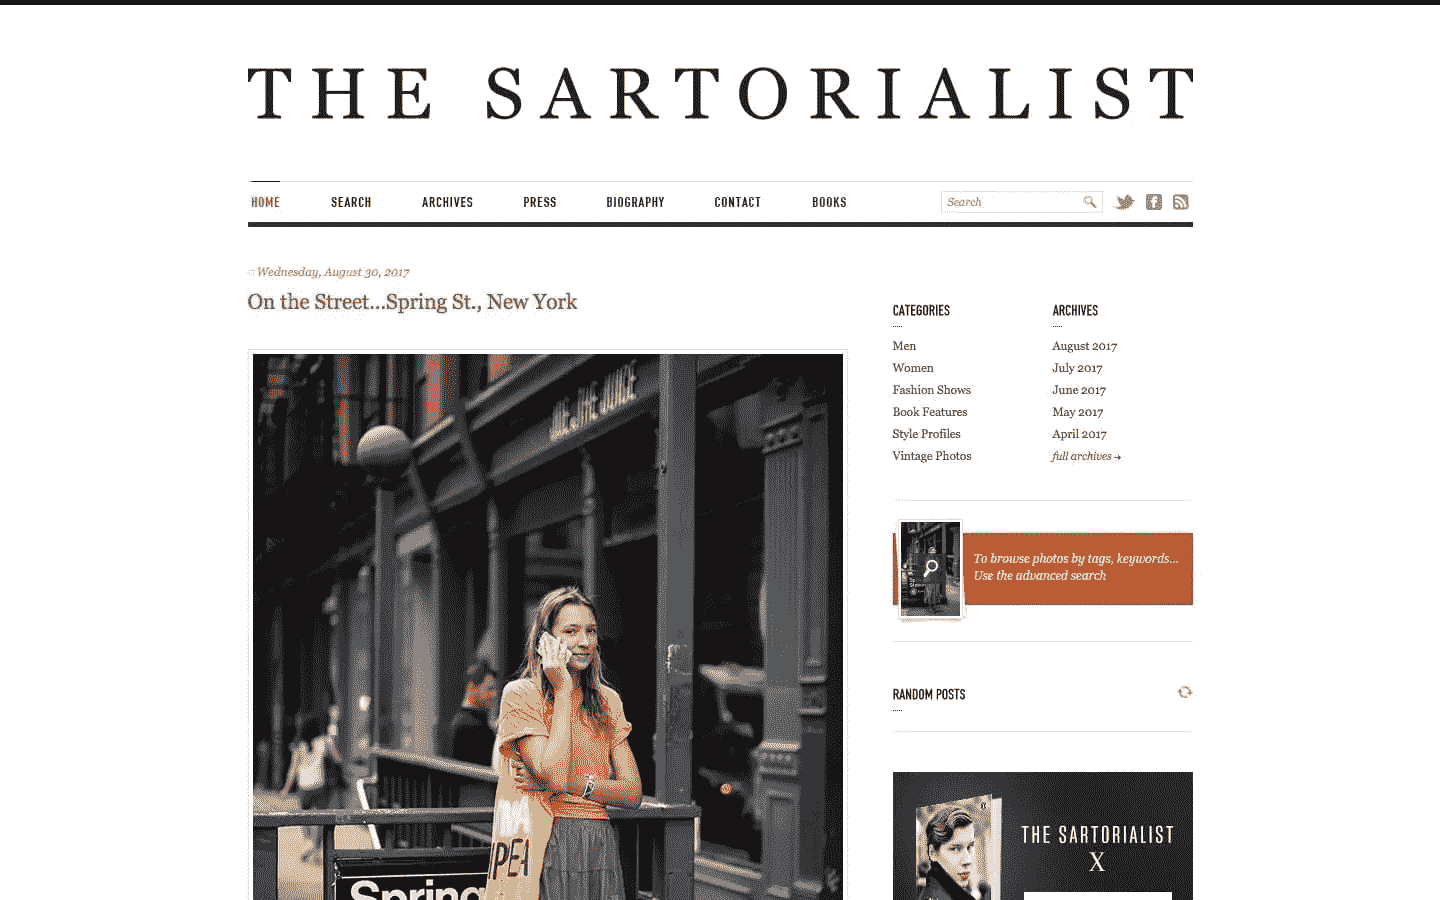 THE SARTORIALIST
HOME SEARCH ARCHIVES PRESS BIOGRAPHY CONTACT BOOKS Search
Wednesday, August 30, 2017
On the Street...Spring St., New York
Spring
CATEGORIES
Men
Women
Fashion Shows
Book Features
Style Profiles
Vintage Photos
ARCHIVES
August 2017
July 2017
June 2017
May 2017
April 2017
full archives →
To browse photos by tags, keywords...
Use the advanced search
RANDOM POSTS
THE SARTORIALIST
X